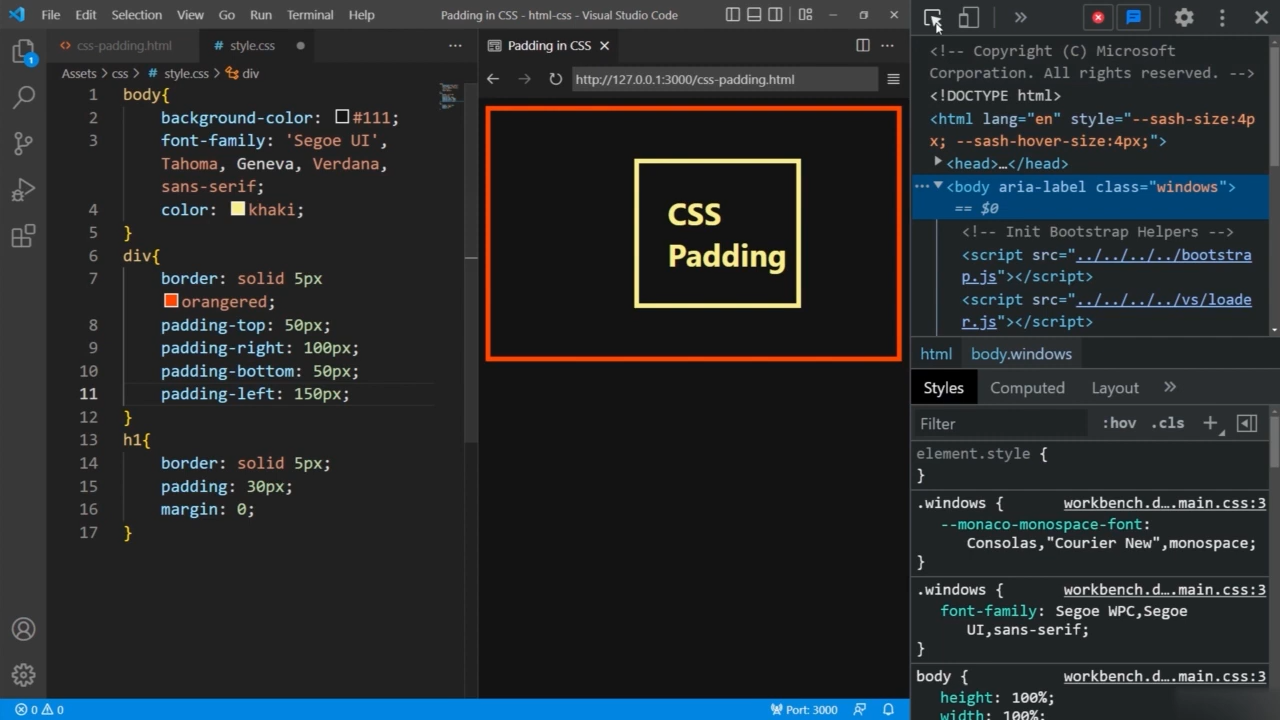 File Edit Selection View Go Run Terminal Help Padding in CSS - html-css - Visual Studio Code
css-padding.html # style.css
Assets > css > # style.css > div
1 body{
2 background-color: #111;
3 font-family: 'Segoe UI',
Tahoma, Geneva, Verdana,
sans-serif;
4 color: khaki;
5 }
6 div{
7 border: solid 5px
orangered;
8 padding-top: 50px;
9 padding-right: 100px;
10 padding-bottom: 50px;
11 padding-left: 150px;
12 }
13 h1{
14 border: solid 5px;
15 padding: 30px;
16 margin: 0;
17 }
1
0 0
Padding in CSS
http://127.0.0.1:3000/css-padding.html
CSS
Padding
Port: 3000
<!-- Copyright (C) Microsoft
Corporation. All rights reserved. -->
<!DOCTYPE html>
<html lang="en" style="--sash-size:4p
x; --sash-hover-size:4px;">
<head>…</head>
<body aria-label class="windows">
== $0
<!-- Init Bootstrap Helpers -->
<script src="../../../../bootstra
p.js"></script>
<script src="../../../../vs/loade
r.js"></script>
html body.windows
Styles Computed Layout
Filter :hov .cls
element.style {
}
.windows { workbench.d….main.css:3
--monaco-monospace-font:
Consolas,"Courier New",monospace;
}
.windows { workbench.d….main.css:3
font-family: Segoe WPC,Segoe
UI,sans-serif;
}
body { workbench.d….main.css:3
height: 100%;
width: 100%;